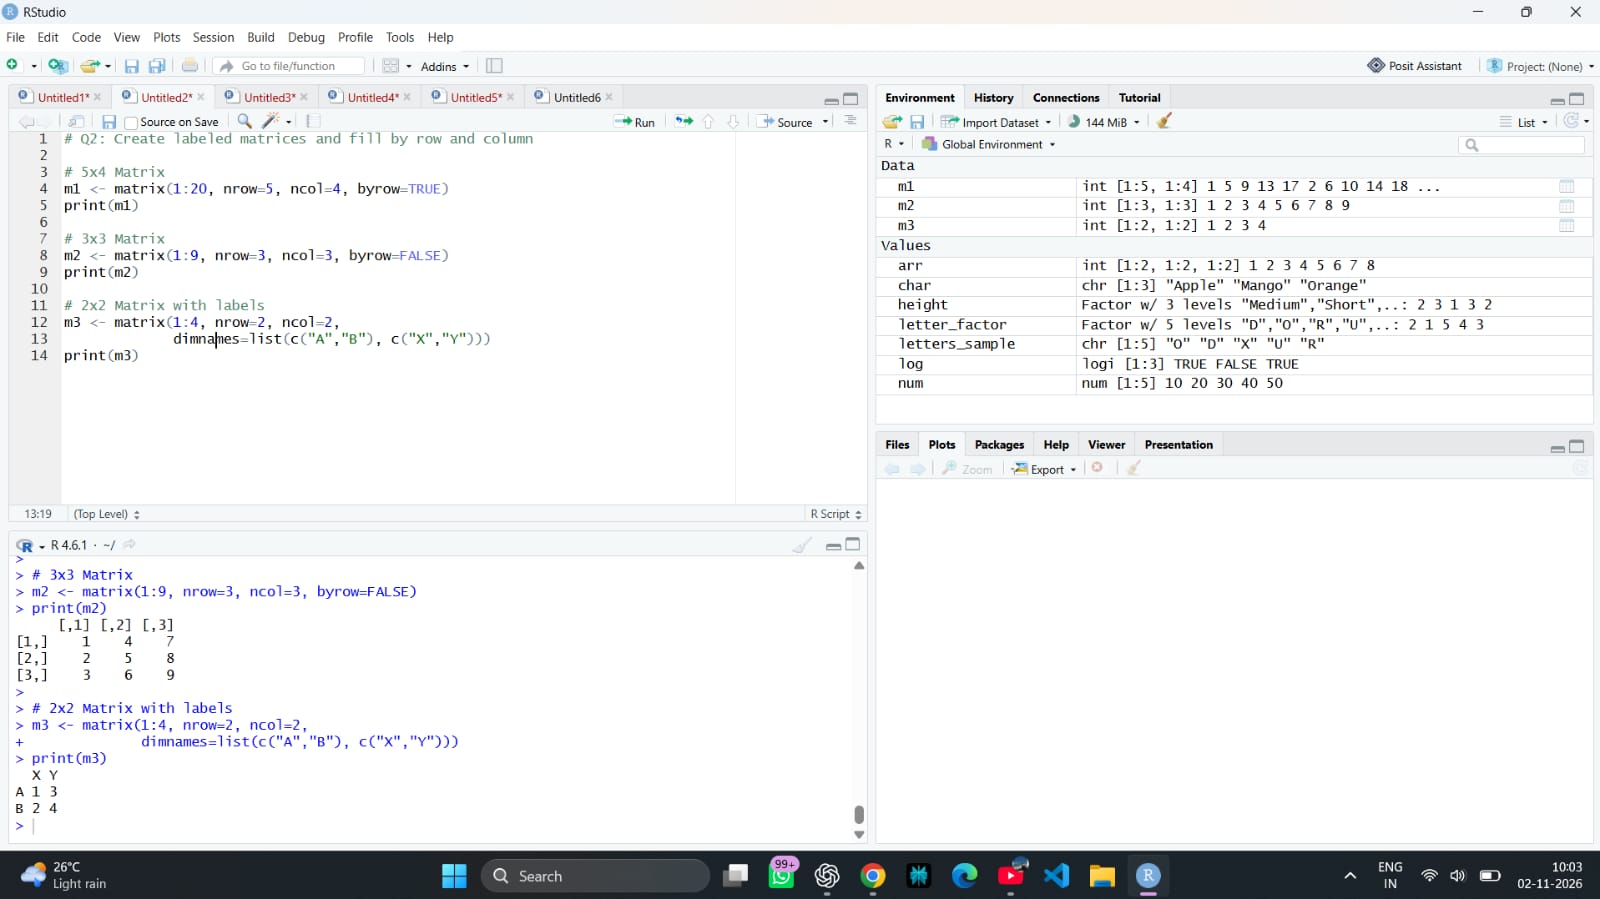 RStudio
File Edit Code View Plots Session Build Debug Profile Tools Help
Go to file/function Addins Posit Assistant Project: (None)
Untitled1* Untitled2* Untitled3* Untitled4* Untitled5* Untitled6
Source on Save Run Source
1 # Q2: Create labeled matrices and fill by row and column
2
3 # 5x4 Matrix
4 m1 <- matrix(1:20, nrow=5, ncol=4, byrow=TRUE)
5 print(m1)
6
7 # 3x3 Matrix
8 m2 <- matrix(1:9, nrow=3, ncol=3, byrow=FALSE)
9 print(m2)
10
11 # 2x2 Matrix with labels
12 m3 <- matrix(1:4, nrow=2, ncol=2,
13 dimnames=list(c("A","B"), c("X","Y")))
14 print(m3)
13:19 (Top Level) R Script
R 4.6.1 · ~/
>
> # 3x3 Matrix
> m2 <- matrix(1:9, nrow=3, ncol=3, byrow=FALSE)
> print(m2)
[,1] [,2] [,3]
[1,] 1 4 7
[2,] 2 5 8
[3,] 3 6 9
>
> # 2x2 Matrix with labels
> m3 <- matrix(1:4, nrow=2, ncol=2,
+ dimnames=list(c("A","B"), c("X","Y")))
> print(m3)
X Y
A 1 3
B 2 4
>
Environment History Connections Tutorial
Import Dataset 144 MiB List
R Global Environment
Data
m1 int [1:5, 1:4] 1 5 9 13 17 2 6 10 14 18 ...
m2 int [1:3, 1:3] 1 2 3 4 5 6 7 8 9
m3 int [1:2, 1:2] 1 2 3 4
Values
arr int [1:2, 1:2, 1:2] 1 2 3 4 5 6 7 8
char chr [1:3] "Apple" "Mango" "Orange"
height Factor w/ 3 levels "Medium","Short",..: 2 3 1 3 2
letter_factor Factor w/ 5 levels "D","O","R","U",..: 2 1 5 4 3
letters_sample chr [1:5] "O" "D" "X" "U" "R"
log logi [1:3] TRUE FALSE TRUE
num num [1:5] 10 20 30 40 50
Files Plots Packages Help Viewer Presentation
Zoom Export
26°C
Light rain
Search
99+
ENG
IN
10:03
02-11-2026